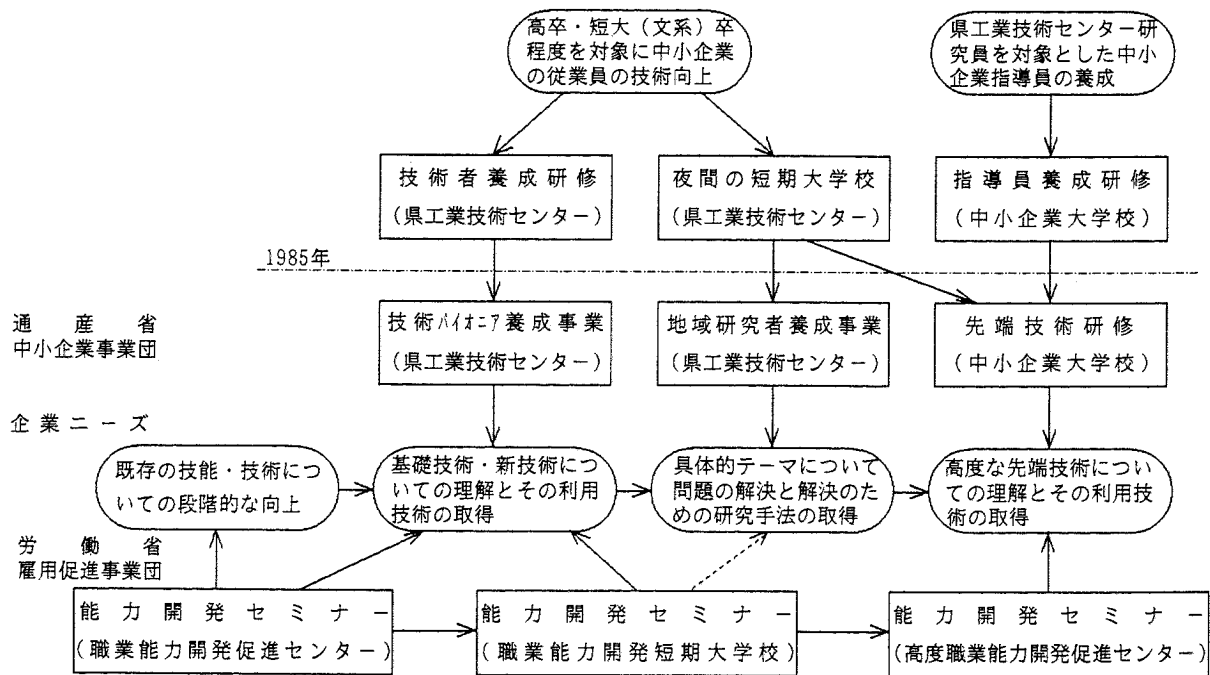 高卒・短大（文系）卒
程度を対象に中小企業
の従業員の技術向上
県工業技術センター研
究員を対象とした中小
企業指導員の養成
技術者養成研修
（県工業技術センター）
夜間の短期大学校
（県工業技術センター）
指導員養成研修
（中小企業大学校）
1985年
通産省
中小企業事業団
技術パイオニア養成事業
（県工業技術センター）
地域研究者養成事業
（県工業技術センター）
先端技術研修
（中小企業大学校）
企業ニーズ
既存の技能・技術につ
いての段階的な向上
基礎技術・新技術につ
いての理解とその利用
技術の取得
具体的テーマについて
問題の解決と解決のた
めの研究手法の取得
高度な先端技術につい
ての理解とその利用技
術の取得
労働省
雇用促進事業団
能力開発セミナー
（職業能力開発促進センター）
能力開発セミナー
（職業能力開発短期大学校）
能力開発セミナー
（高度職業能力開発促進センター）